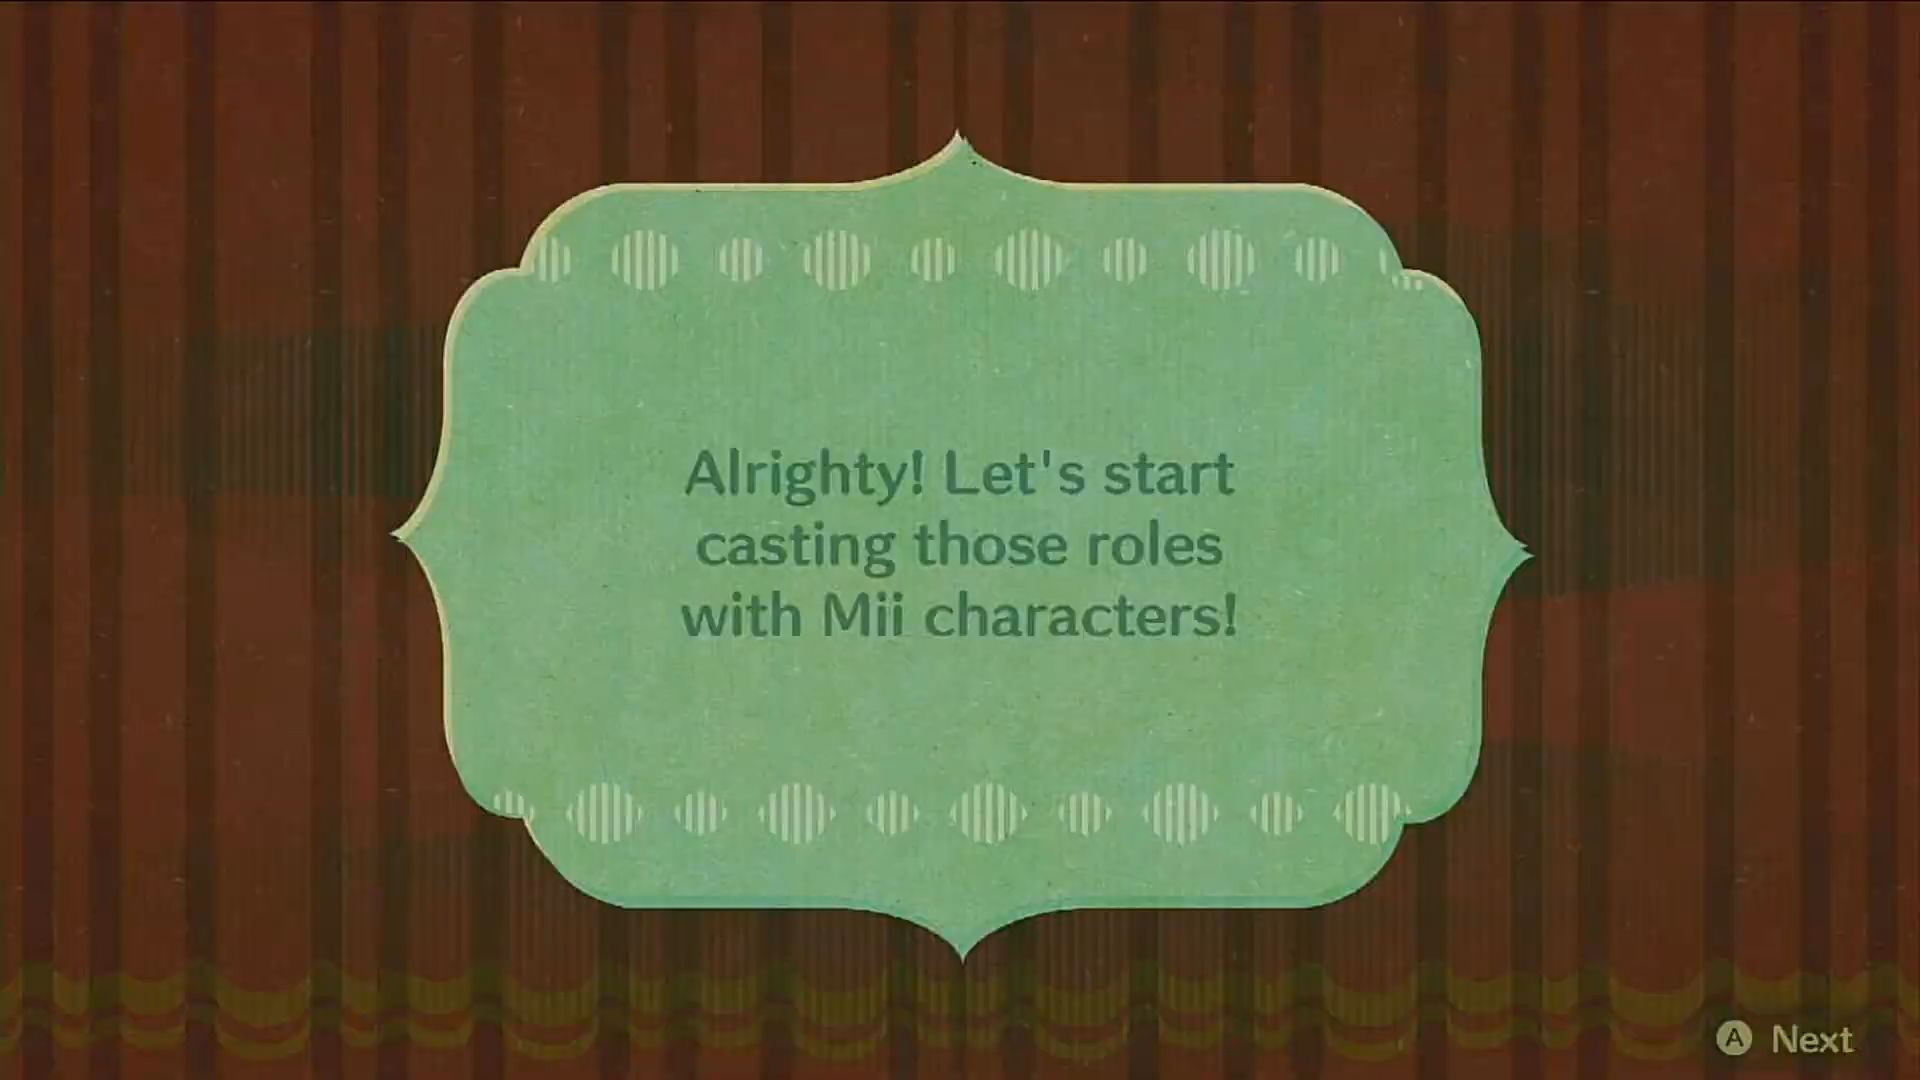 Alrighty! Let's start
casting those roles
with Mii characters!
A Next